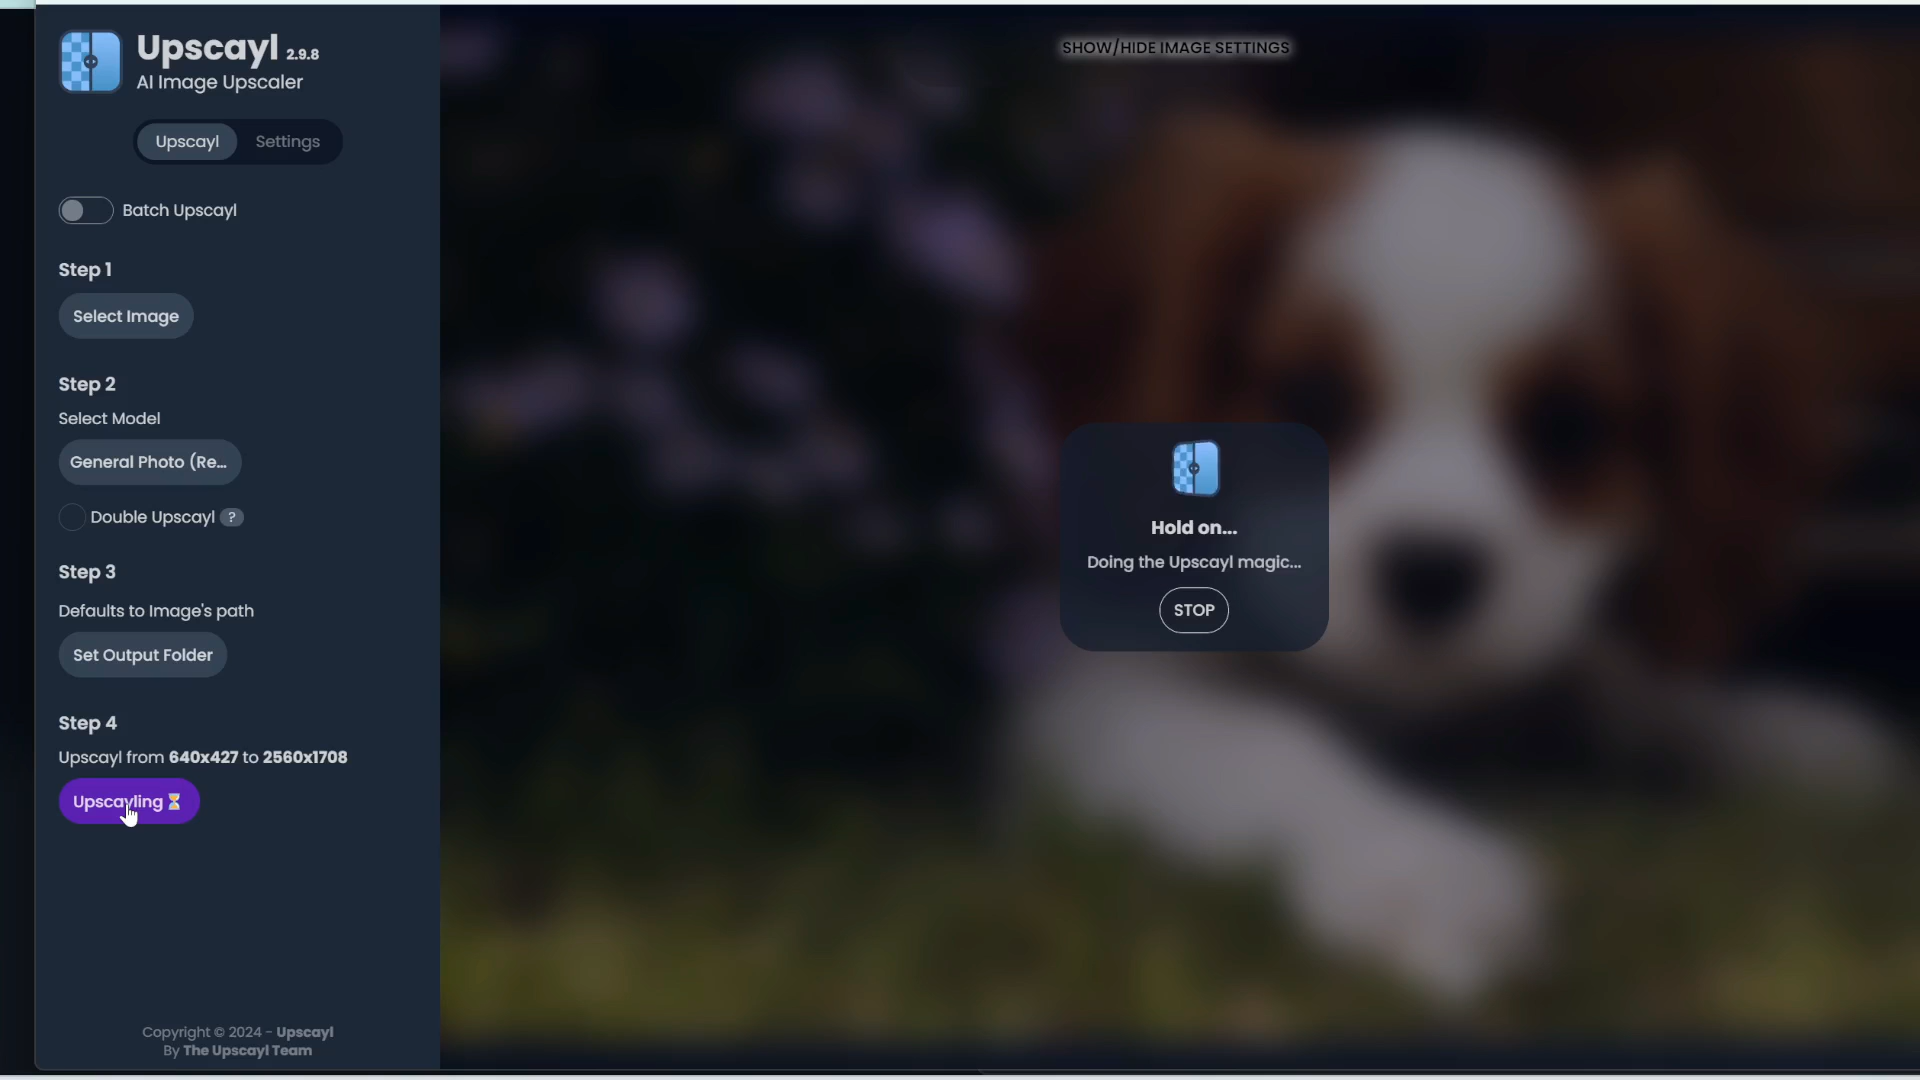 Upscayl 2.9.8
AI Image Upscaler
Upscayl
Settings
Batch Upscayl
Step 1
Select Image
Step 2
Select Model
General Photo (Re...
Double Upscayl ?
Step 3
Defaults to Image's path
Set Output Folder
Step 4
Upscayl from 640x427 to 2560x1708
Upscayling ⏳
Copyright © 2024 - Upscayl
By The Upscayl Team
SHOW/HIDE IMAGE SETTINGS
Hold on...
Doing the Upscayl magic...
STOP